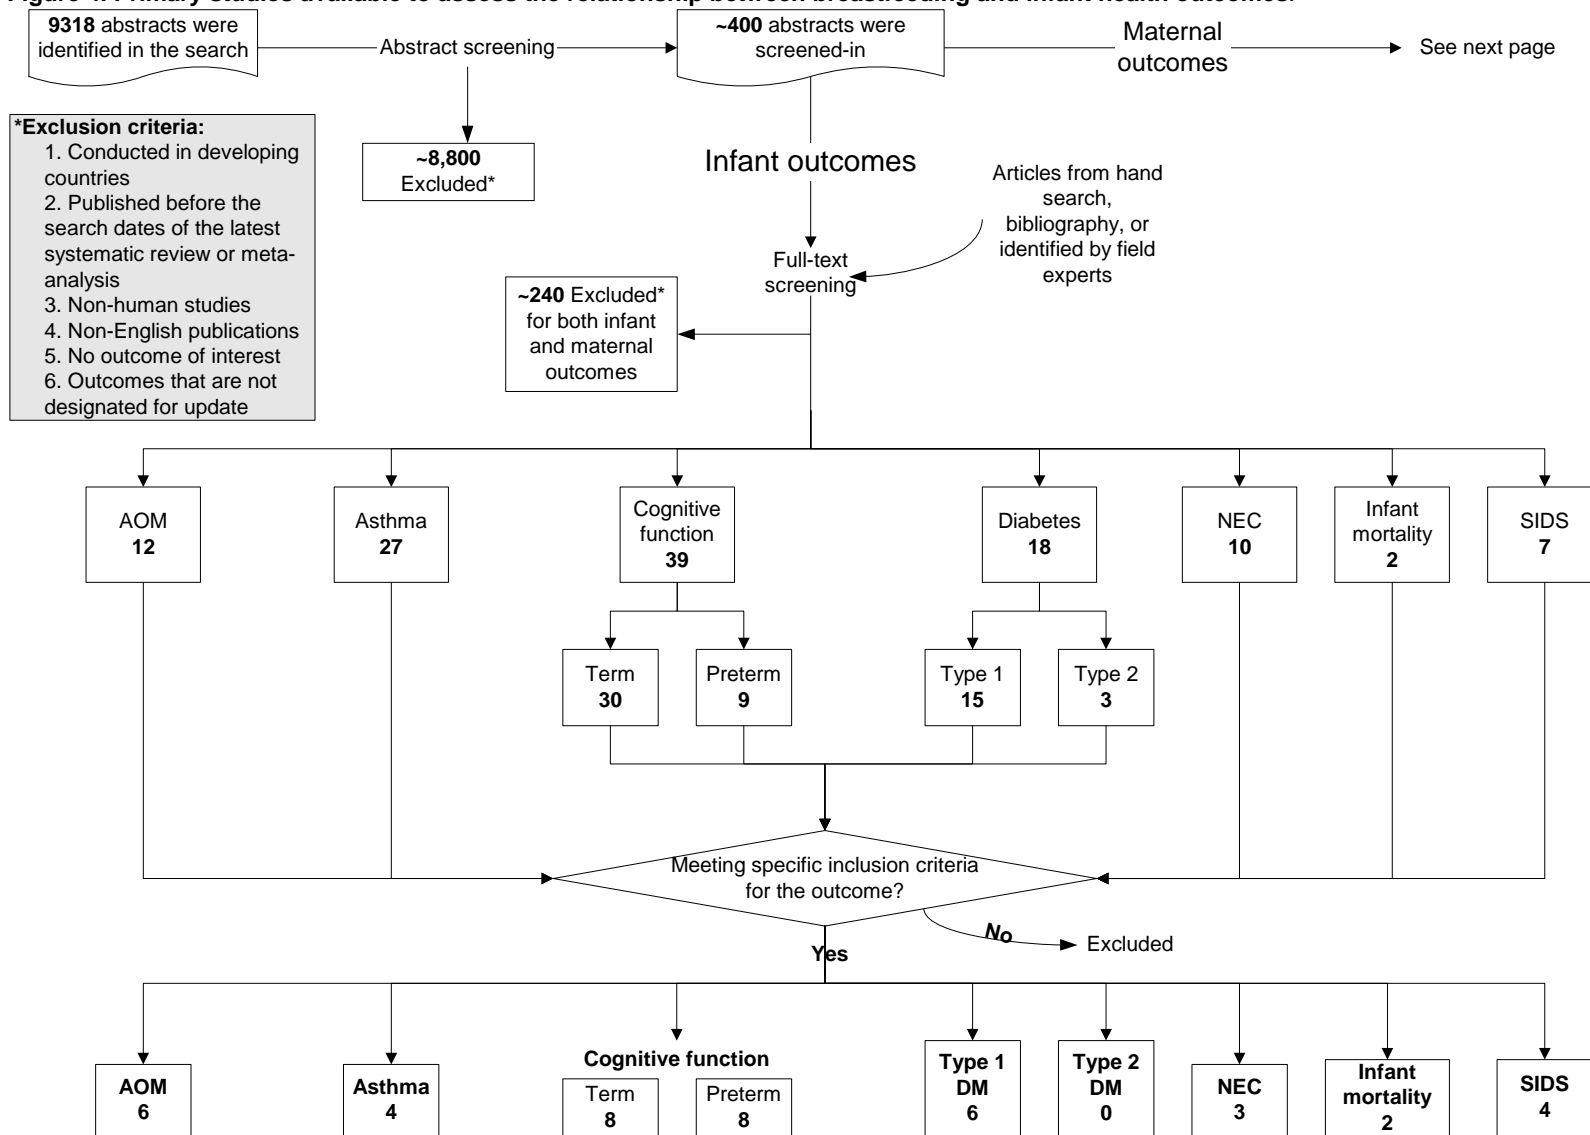 9318 abstracts were
identified in the search
Abstract screening
~400 abstracts were
screened-in
Maternal
outcomes
See next page
*Exclusion criteria:
1. Conducted in developing
countries
2. Published before the
search dates of the latest
systematic review or meta-
analysis
3. Non-human studies
4. Non-English publications
5. No outcome of interest
6. Outcomes that are not
designated for update
~8,800
Excluded*
Infant outcomes
Articles from hand
search,
bibliography, or
identified by field
experts
Full-text
screening
~240 Excluded*
for both infant
and maternal
outcomes
AOM
12
Asthma
27
Cognitive
function
39
Diabetes
18
NEC
10
Infant
mortality
2
SIDS
7
Term
30
Preterm
9
Type 1
15
Type 2
3
Meeting specific inclusion criteria
for the outcome?
No
Excluded
Yes
AOM
6
Asthma
4
Cognitive function
Term
8
Preterm
8
Type 1
DM
6
Type 2
DM
0
NEC
3
Infant
mortality
2
SIDS
4